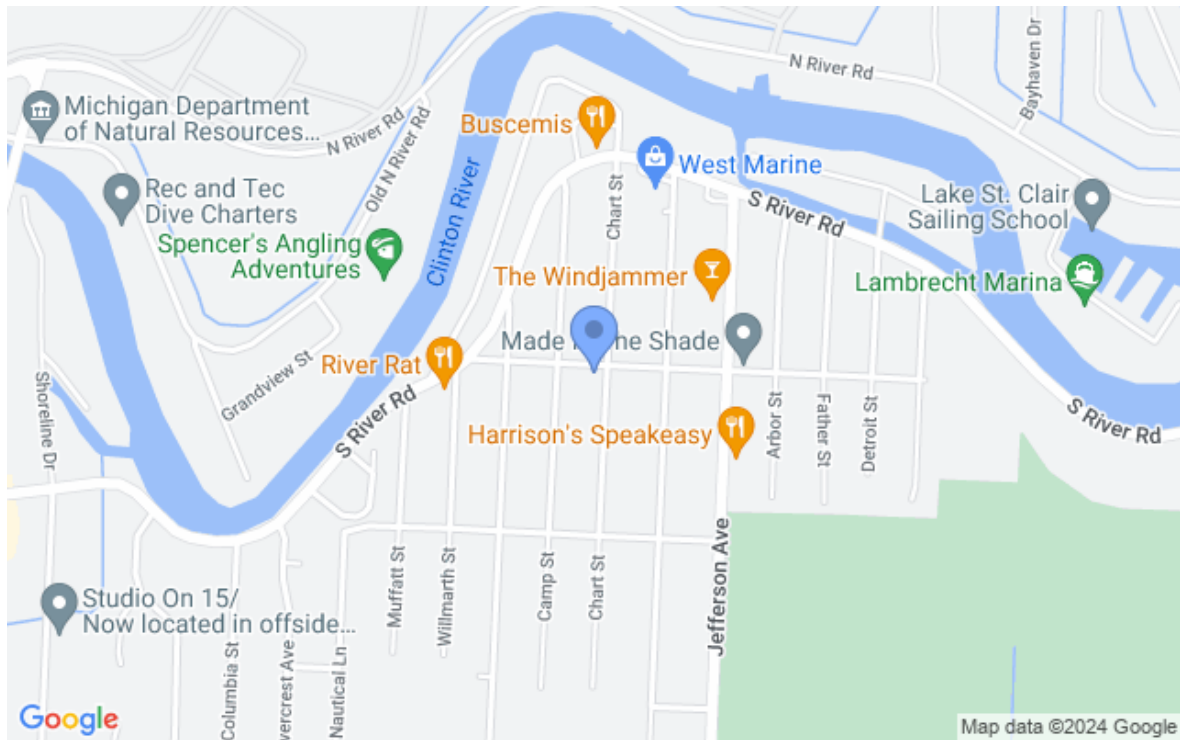 N River Rd
Bayhaven Dr
Michigan Department
of Natural Resources...
Buscemis
N River Rd
Old N River Rd
Clinton River
Chart St
West Marine
Rec and Tec
Dive Charters
S River Rd
Lake St. Clair
Sailing School
Spencer's Angling
Adventures
The Windjammer
Lambrecht Marina
Made The Shade
River Rat
Grandview St
Shoreline Dr
S River Rd
Harrison's Speakeasy
Arbor St
Father St
Detroit St
S River Rd
Jefferson Ave
Muffatt St
Willmarth St
Camp St
Chart St
Studio On 15/
Now located in offside...
Columbia St
vercrest Ave
Nautical Ln
Google
Map data ©2024 Google